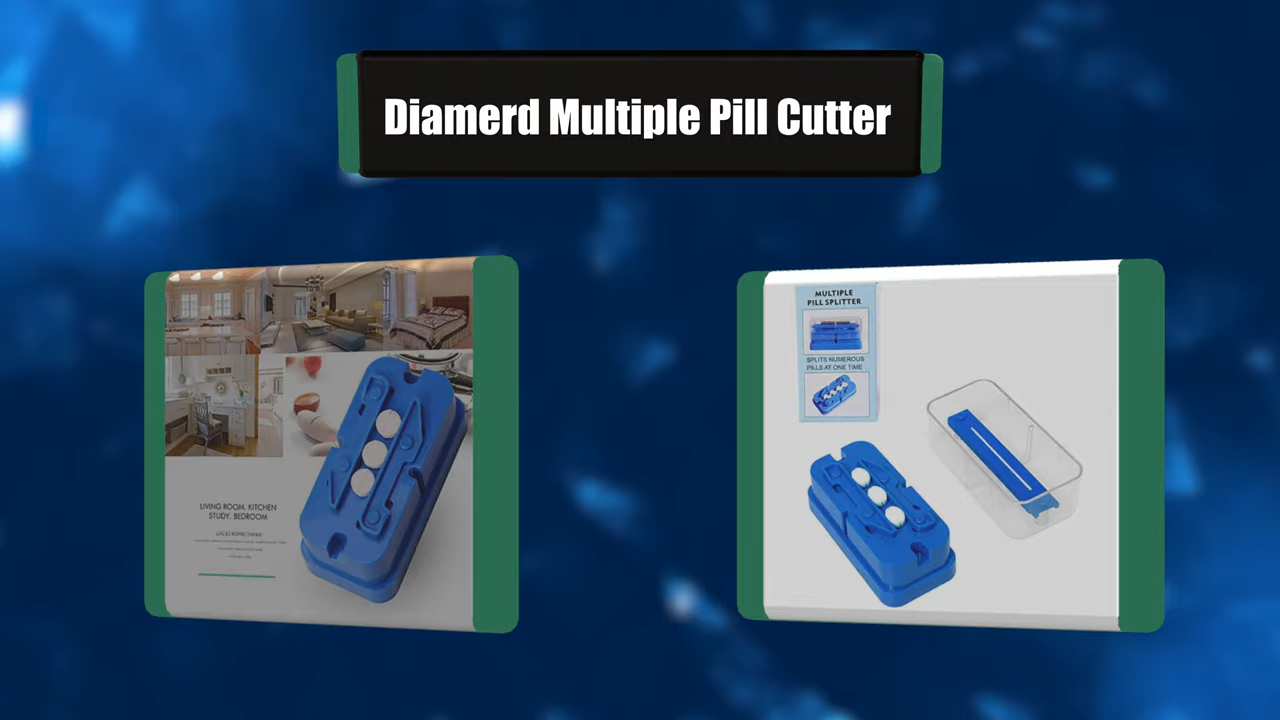 Diamerd Multiple Pill Cutter
MULTIPLE
PILL SPLITTER
SPLITS NUMEROUS
PILLS AT ONE TIME
LIVING ROOM, KITCHEN
STUDY, BEDROOM